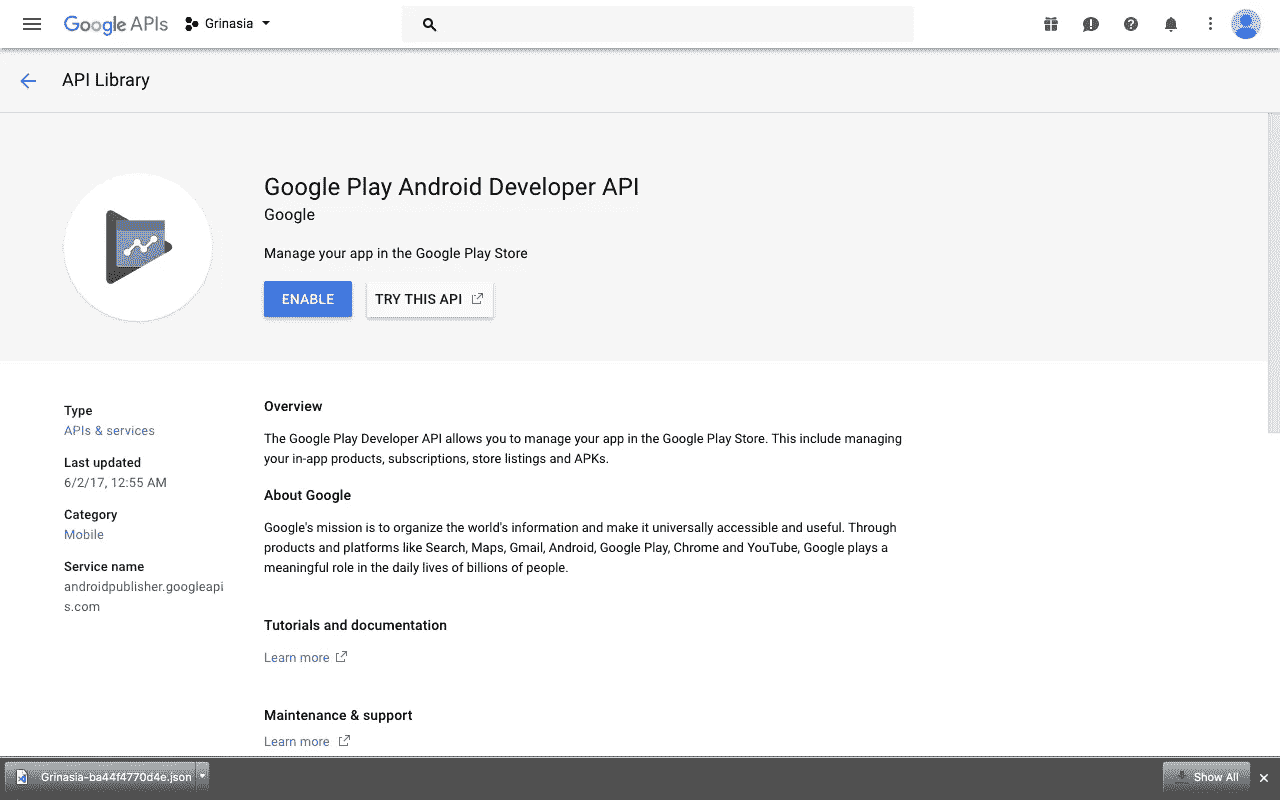 Google APIs
Grinasia
API Library
Google Play Android Developer API
Google
Manage your app in the Google Play Store
ENABLE
TRY THIS API
Type
APIs & services
Last updated
6/2/17, 12:55 AM
Category
Mobile
Service name
androidpublisher.googleapi
s.com
Overview
The Google Play Developer API allows you to manage your app in the Google Play Store. This include managing
your in-app products, subscriptions, store listings and APKs.
About Google
Google's mission is to organize the world's information and make it universally accessible and useful. Through
products and platforms like Search, Maps, Gmail, Android, Google Play, Chrome and YouTube, Google plays a
meaningful role in the daily lives of billions of people.
Tutorials and documentation
Learn more
Maintenance & support
Learn more
Grinasia-ba44f4770d4e.json
Show All